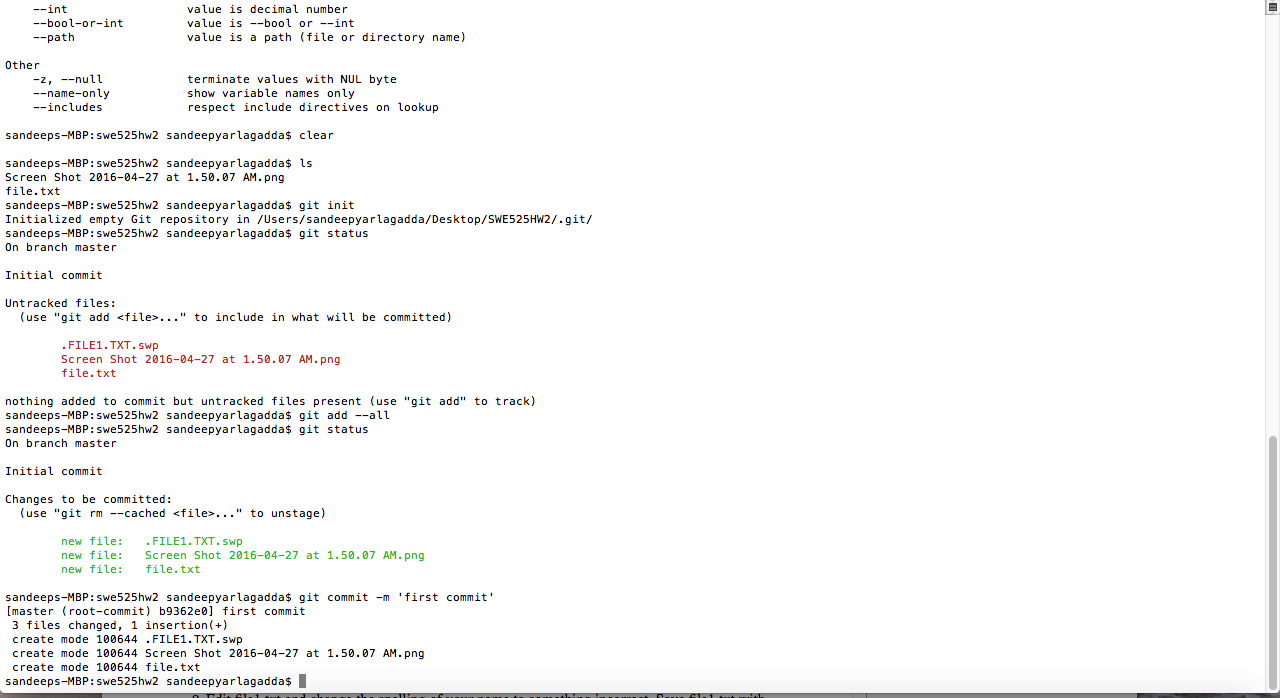 --int                 value is decimal number
--bool-or-int         value is --bool or --int
--path                value is a path (file or directory name)
Other
-z, --null            terminate values with NUL byte
--name-only           show variable names only
--includes            respect include directives on lookup
sandeeps-MBP:swe525hw2 sandeepyarlagadda$ clear
sandeeps-MBP:swe525hw2 sandeepyarlagadda$ ls
Screen Shot 2016-04-27 at 1.50.07 AM.png
file.txt
sandeeps-MBP:swe525hw2 sandeepyarlagadda$ git init
Initialized empty Git repository in /Users/sandeepyarlagadda/Desktop/SWE525HW2/.git/
sandeeps-MBP:swe525hw2 sandeepyarlagadda$ git status
On branch master
Initial commit
Untracked files:
(use "git add <file>..." to include in what will be committed)
.FILE1.TXT.swp
Screen Shot 2016-04-27 at 1.50.07 AM.png
file.txt
nothing added to commit but untracked files present (use "git add" to track)
sandeeps-MBP:swe525hw2 sandeepyarlagadda$ git add --all
sandeeps-MBP:swe525hw2 sandeepyarlagadda$ git status
On branch master
Initial commit
Changes to be committed:
(use "git rm --cached <file>..." to unstage)
new file:   .FILE1.TXT.swp
new file:   Screen Shot 2016-04-27 at 1.50.07 AM.png
new file:   file.txt
sandeeps-MBP:swe525hw2 sandeepyarlagadda$ git commit -m 'first commit'
[master (root-commit) b9362e0] first commit
3 files changed, 1 insertion(+)
create mode 100644 .FILE1.TXT.swp
create mode 100644 Screen Shot 2016-04-27 at 1.50.07 AM.png
create mode 100644 file.txt
sandeeps-MBP:swe525hw2 sandeepyarlagadda$